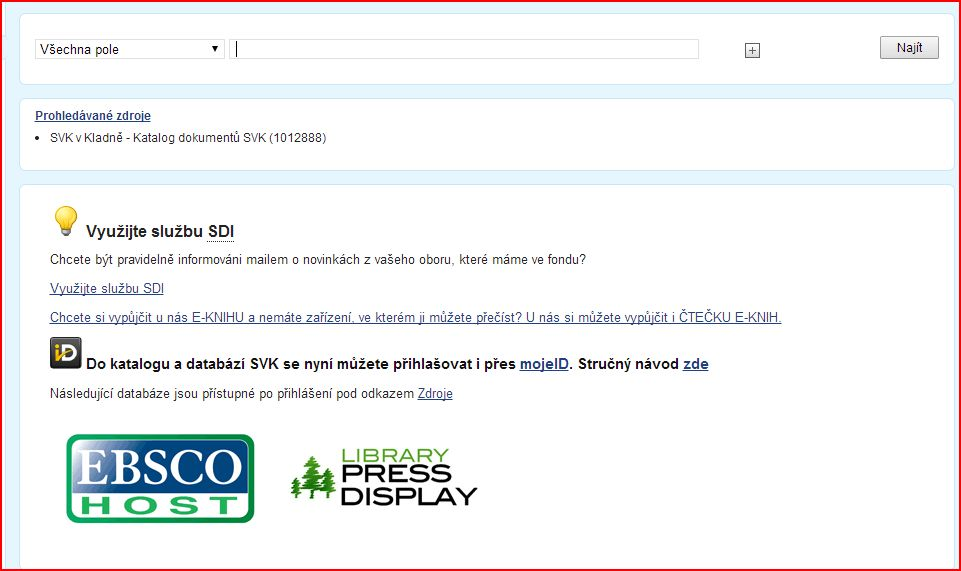 Všechna pole
Najít
Prohledávané zdroje
SVK v Kladně - Katalog dokumentů SVK (1012888)
Využijte službu SDI
Chcete být pravidelně informováni mailem o novinkách z vašeho oboru, které máme ve fondu?
Využijte službu SDI
Chcete si vypůjčit u nás E-KNIHU a nemáte zařízení, ve kterém ji můžete přečíst? U nás si můžete vypůjčit i ČTEČKU E-KNIH.
iD Do katalogu a databází SVK se nyní můžete přihlašovat i přes mojeID. Stručný návod zde
Následující databáze jsou přístupné po přihlášení pod odkazem Zdroje
EBSCO
HOST
LIBRARY
PRESS
DISPLAY